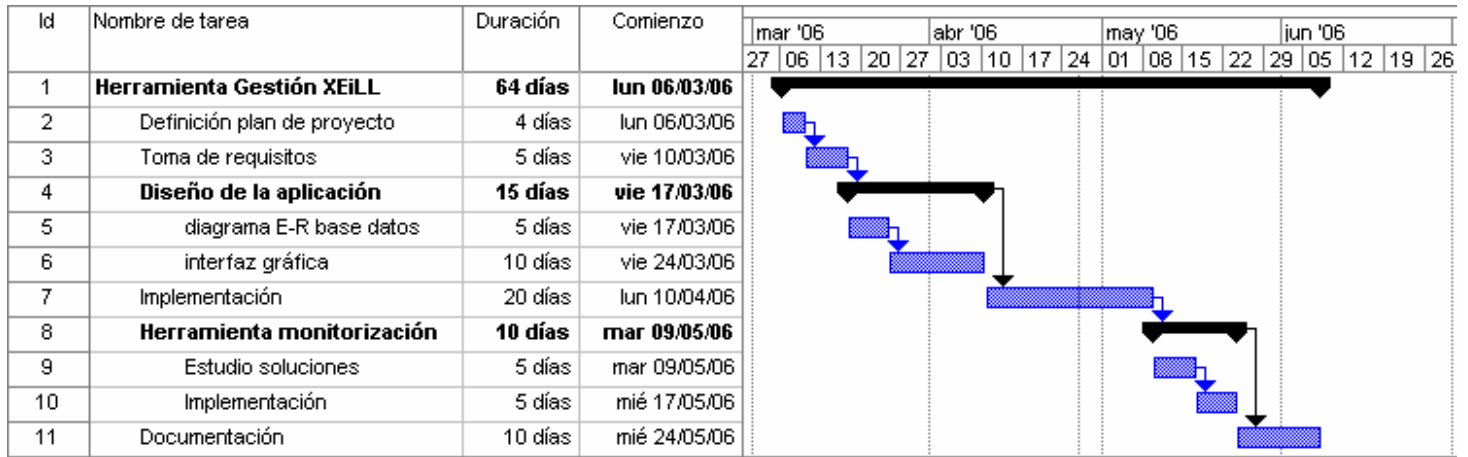 Id Nombre de tarea Duración Comienzo
mar '06 abr '06 may '06 jun '06
27 06 13 20 27 03 10 17 24 01 08 15 22 29 05 12 19 26
1 Herramienta Gestión XEiLL 64 días lun 06/03/06
2 Definición plan de proyecto 4 días lun 06/03/06
3 Toma de requisitos 5 días vie 10/03/06
4 Diseño de la aplicación 15 días vie 17/03/06
5 diagrama E-R base datos 5 días vie 17/03/06
6 interfaz gráfica 10 días vie 24/03/06
7 Implementación 20 días lun 10/04/06
8 Herramienta monitorización 10 días mar 09/05/06
9 Estudio soluciones 5 días mar 09/05/06
10 Implementación 5 días mié 17/05/06
11 Documentación 10 días mié 24/05/06